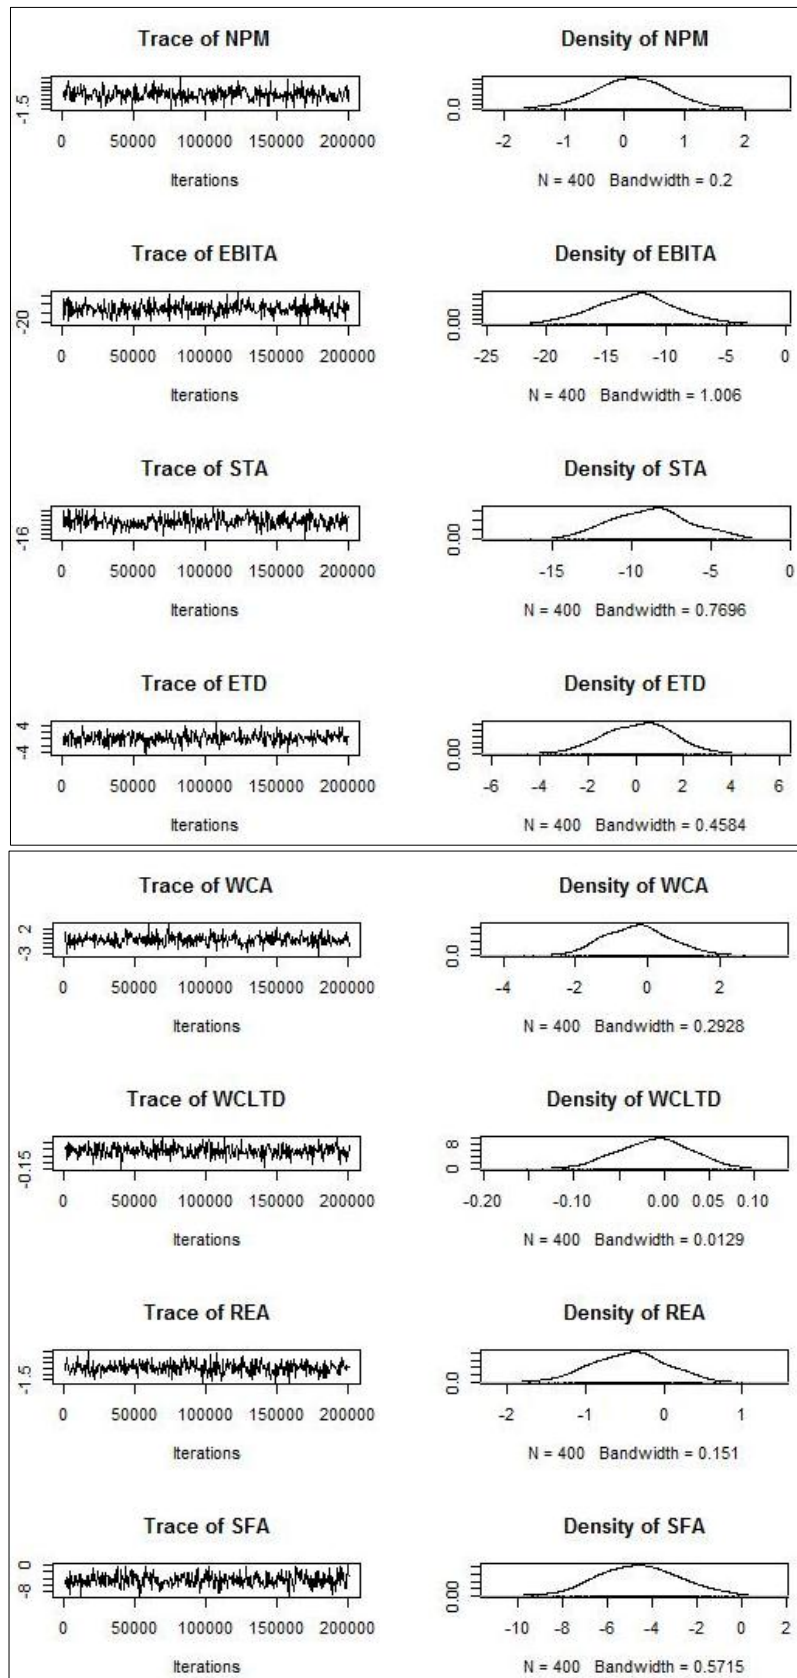 Trace of NPM
Density of NPM
-1.5
0 50000 100000 150000 200000
Iterations
0.0
-2 -1 0 1 2
N = 400 Bandwidth = 0.2
Trace of EBITA
Density of EBITA
-20
0 50000 100000 150000 200000
Iterations
0.00
-25 -20 -15 -10 -5 0
N = 400 Bandwidth = 1.006
Trace of STA
Density of STA
-16
0 50000 100000 150000 200000
Iterations
0.00
-15 -10 -5 0
N = 400 Bandwidth = 0.7696
Trace of ETD
Density of ETD
-4 4
0 50000 100000 150000 200000
Iterations
0.00
-6 -4 -2 0 2 4 6
N = 400 Bandwidth = 0.4584
Trace of WCA
Density of WCA
-3 2
0 50000 100000 150000 200000
Iterations
0.0
-4 -2 0 2
N = 400 Bandwidth = 0.2928
Trace of WCLTD
Density of WCLTD
-0.15
0 50000 100000 150000 200000
Iterations
0 8
-0.20 -0.10 0.00 0.05 0.10
N = 400 Bandwidth = 0.0129
Trace of REA
Density of REA
-1.5
0 50000 100000 150000 200000
Iterations
0.0
-2 -1 0 1
N = 400 Bandwidth = 0.151
Trace of SFA
Density of SFA
-8 0
0 50000 100000 150000 200000
Iterations
0.00
-10 -8 -6 -4 -2 0 2
N = 400 Bandwidth = 0.5715